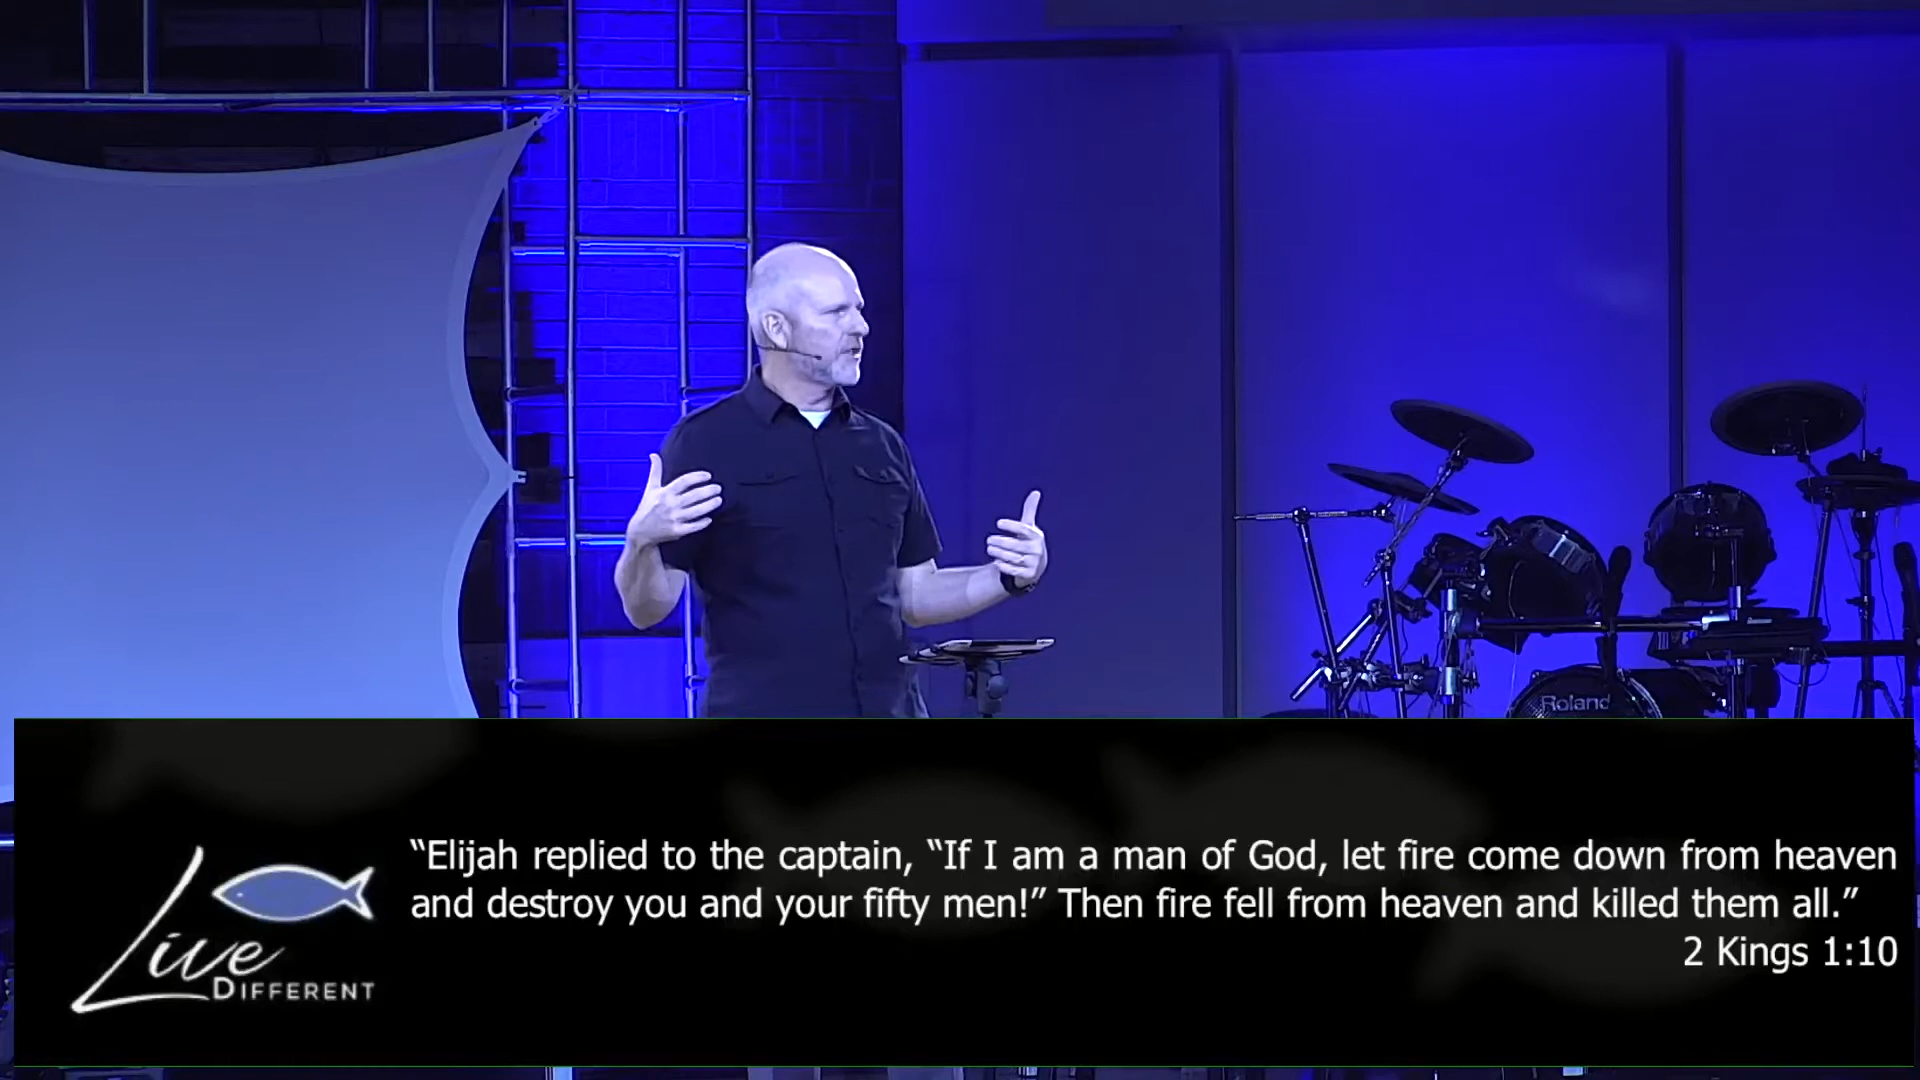 Roland
“Elijah replied to the captain, “If I am a man of God, let fire come down from heaven
and destroy you and your fifty men!” Then fire fell from heaven and killed them all.”
2 Kings 1:10
Live
DIFFERENT